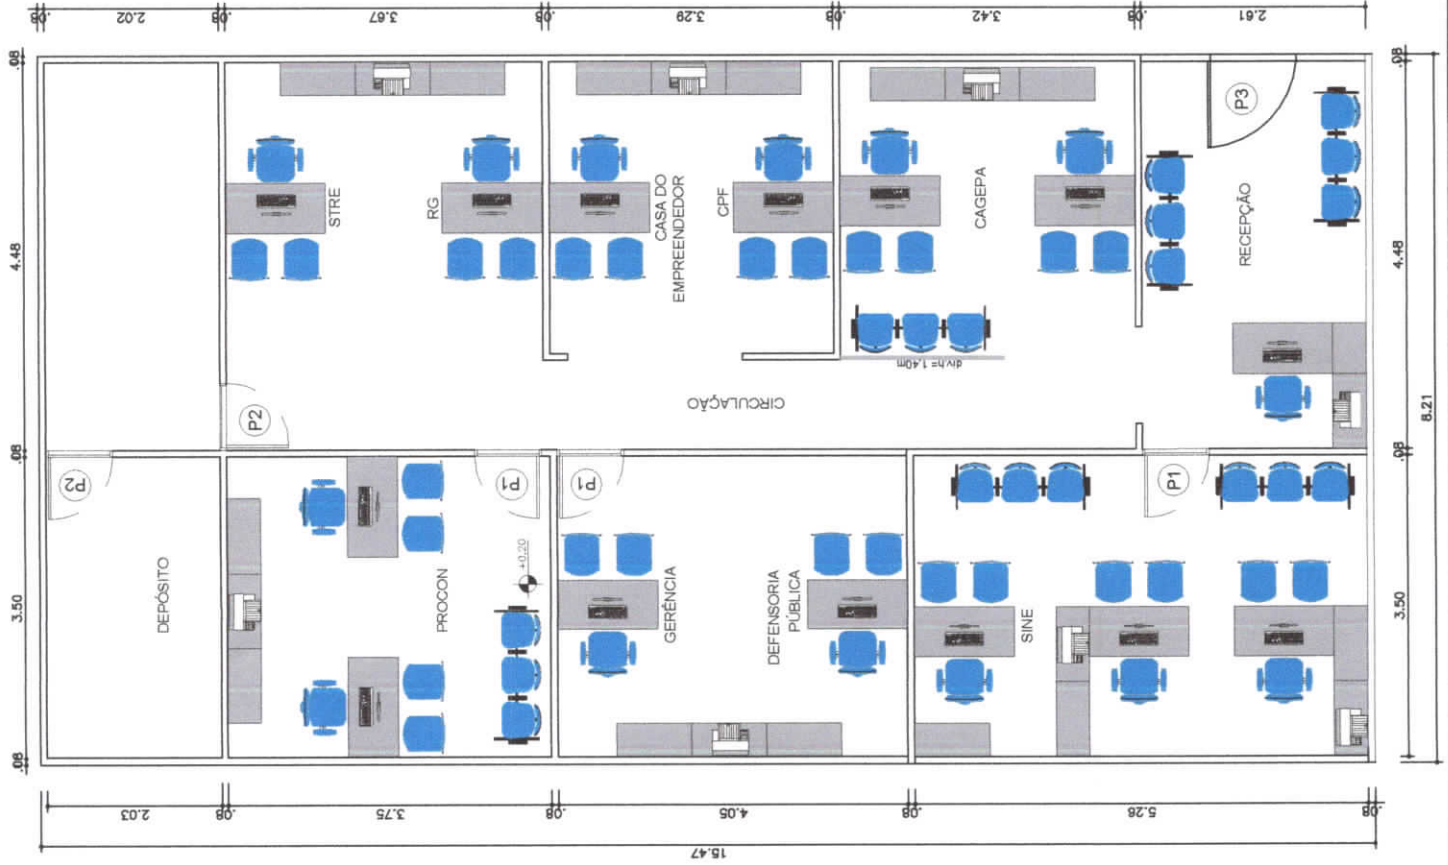 .08
2.02
.08
3.67
.08
3.29
.08
3.42
.08
2.61
.08
.08
P3
STRE
RG
CASA DO
EMPREENDEDOR
CPF
CAGEPA
RECEPÇÃO
4.48
4.48
div.h= 1.40m
CIRCULAÇÃO
P2
8.21
.08
.08
P2
P1
P1
P1
+0.20
DEPÓSITO
PROCON
GERÊNCIA
DEFENSORIA
PÚBLICA
SINE
3.50
3.50
.08
2.03
.08
3.75
.08
4.05
.08
5.26
.08
15.47